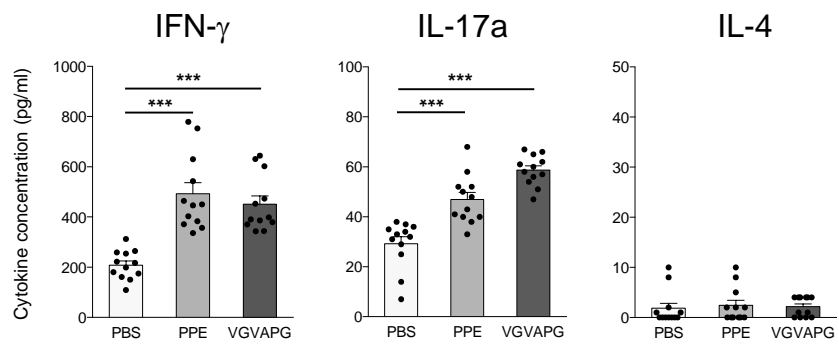 IFN-γ
IL-17a
IL-4
Cytokine concentration (pg/ml)
1000
800
600
400
200
0
***
***
PBS
PPE
VGVAPG
100
80
60
40
20
0
***
***
PBS
PPE
VGVAPG
50
40
30
20
10
0
PBS
PPE
VGVAPG